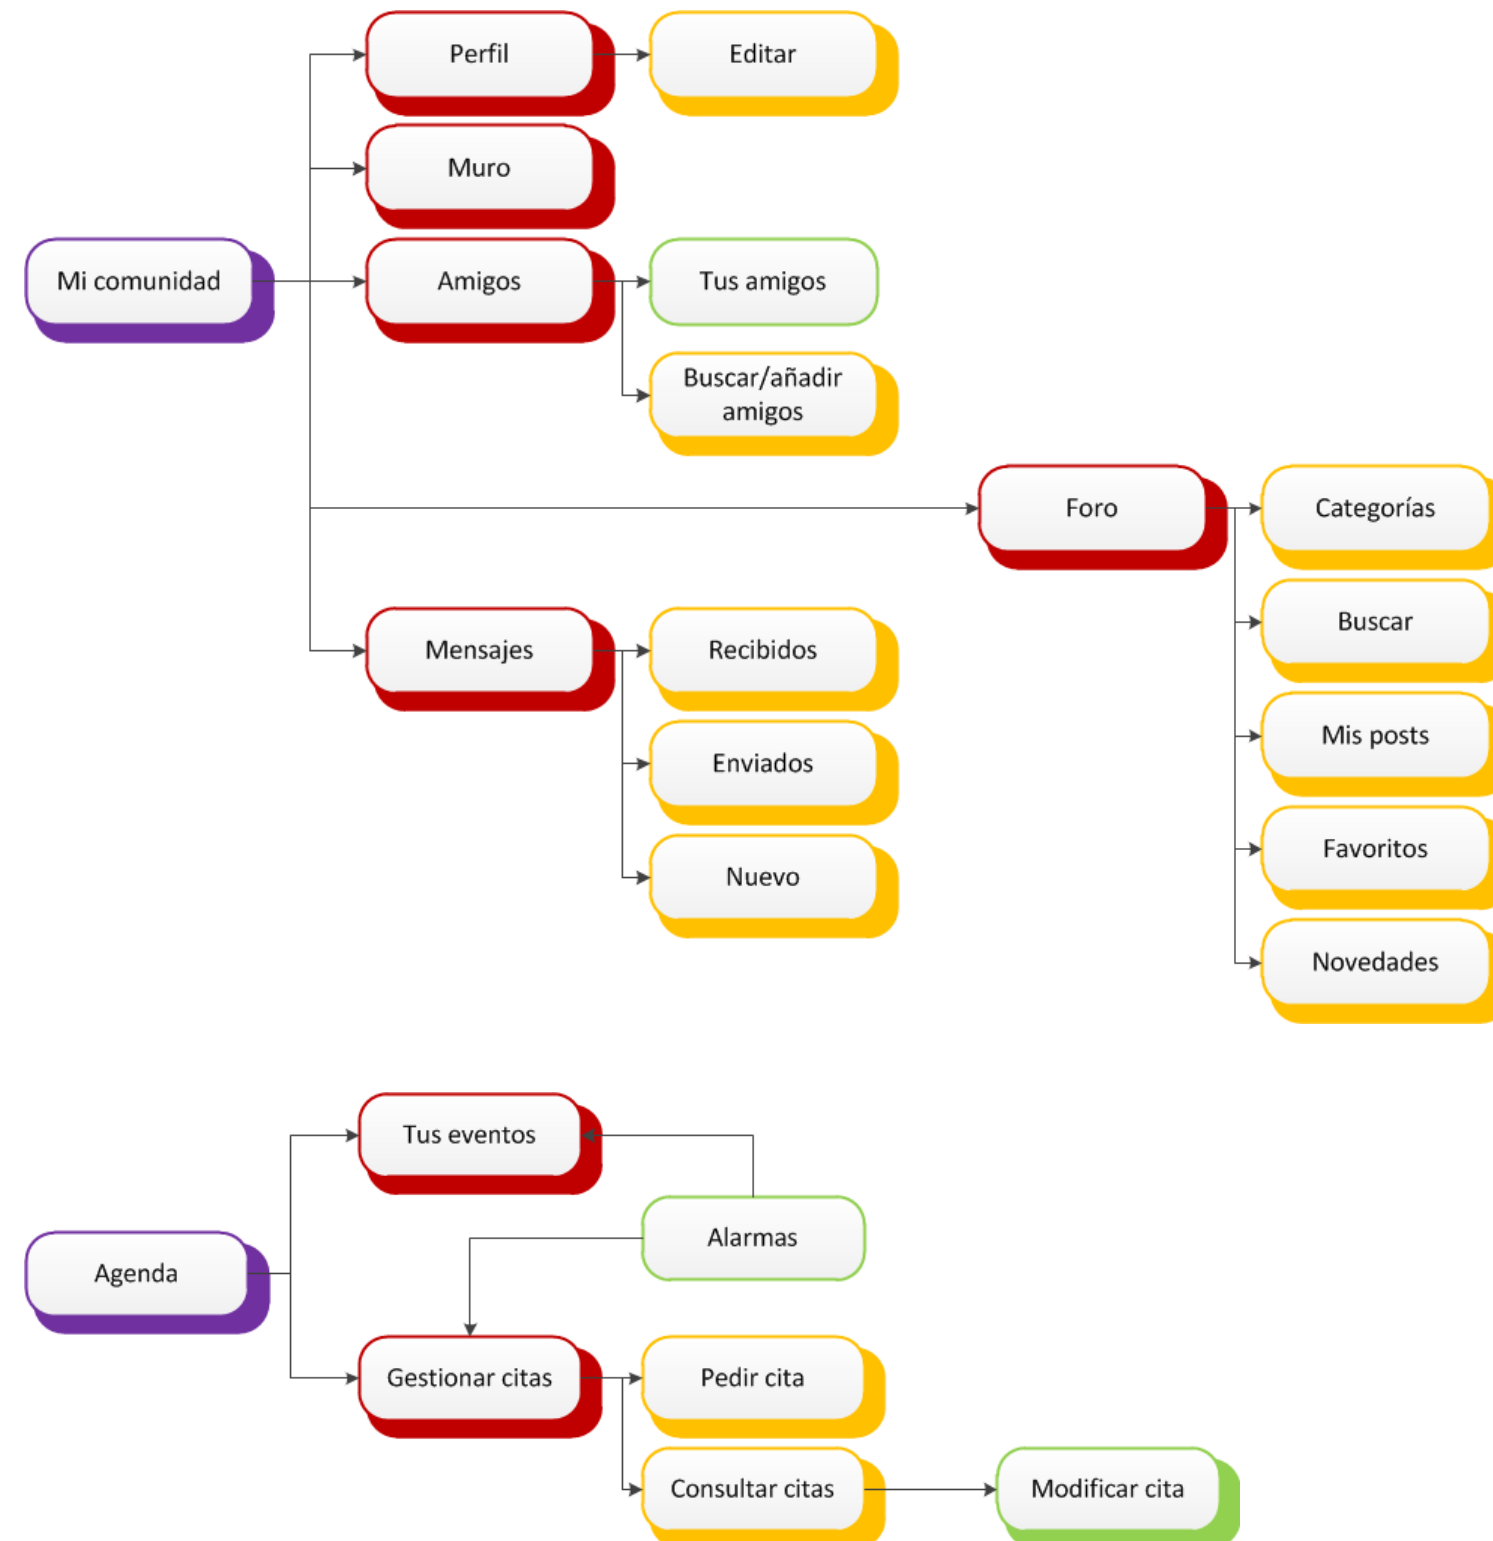 Perfil
Editar
Muro
Mi comunidad
Amigos
Tus amigos
Buscar/añadir
amigos
Foro
Categorías
Buscar
Mensajes
Recibidos
Mis posts
Enviados
Favoritos
Nuevo
Novedades
Tus eventos
Alarmas
Agenda
Gestionar citas
Pedir cita
Consultar citas
Modificar cita